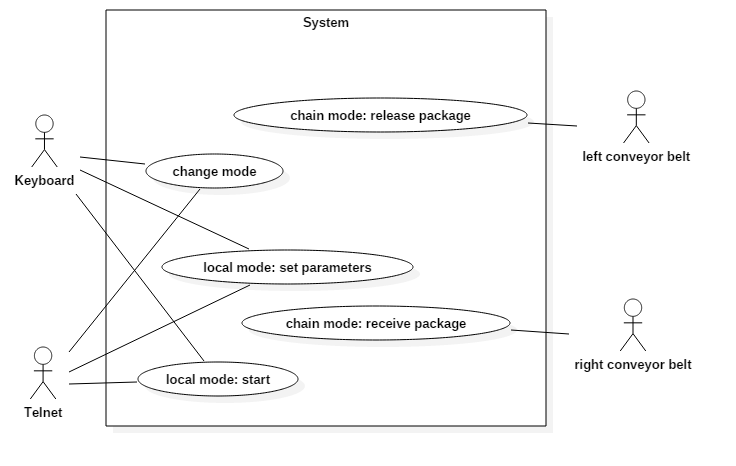 System
chain mode: release package
left conveyor belt
change mode
Keyboard
local mode: set parameters
chain mode: receive package
right conveyor belt
local mode: start
Telnet